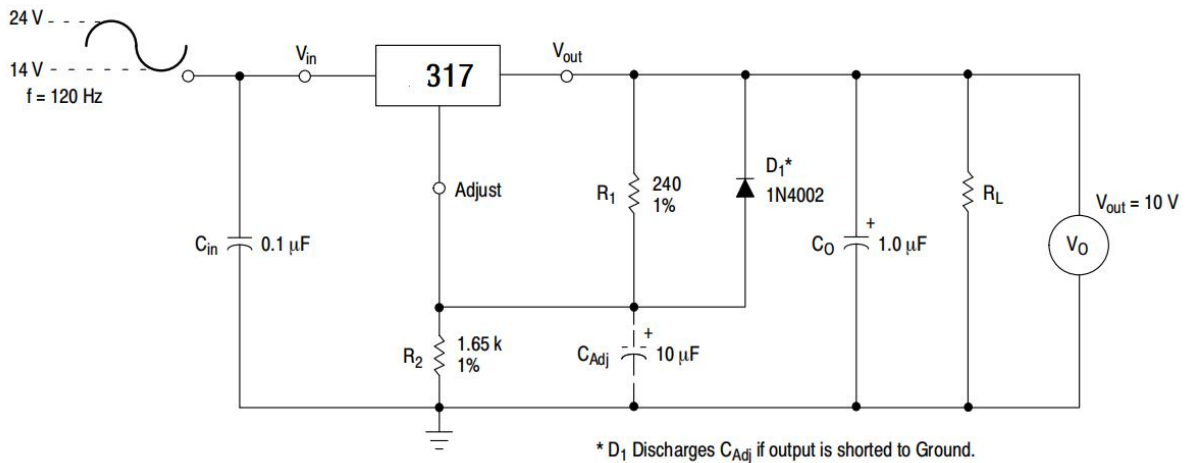 24 V
14 V
f = 120 Hz
Vin
317
Vout
Adjust
Cin
0.1 μF
R1
240
1%
D1*
1N4002
CO
+
1.0 μF
RL
Vout = 10 V
VO
R2
1.65 k
1%
CAdj
+
10 μF
* D1 Discharges CAdj if output is shorted to Ground.